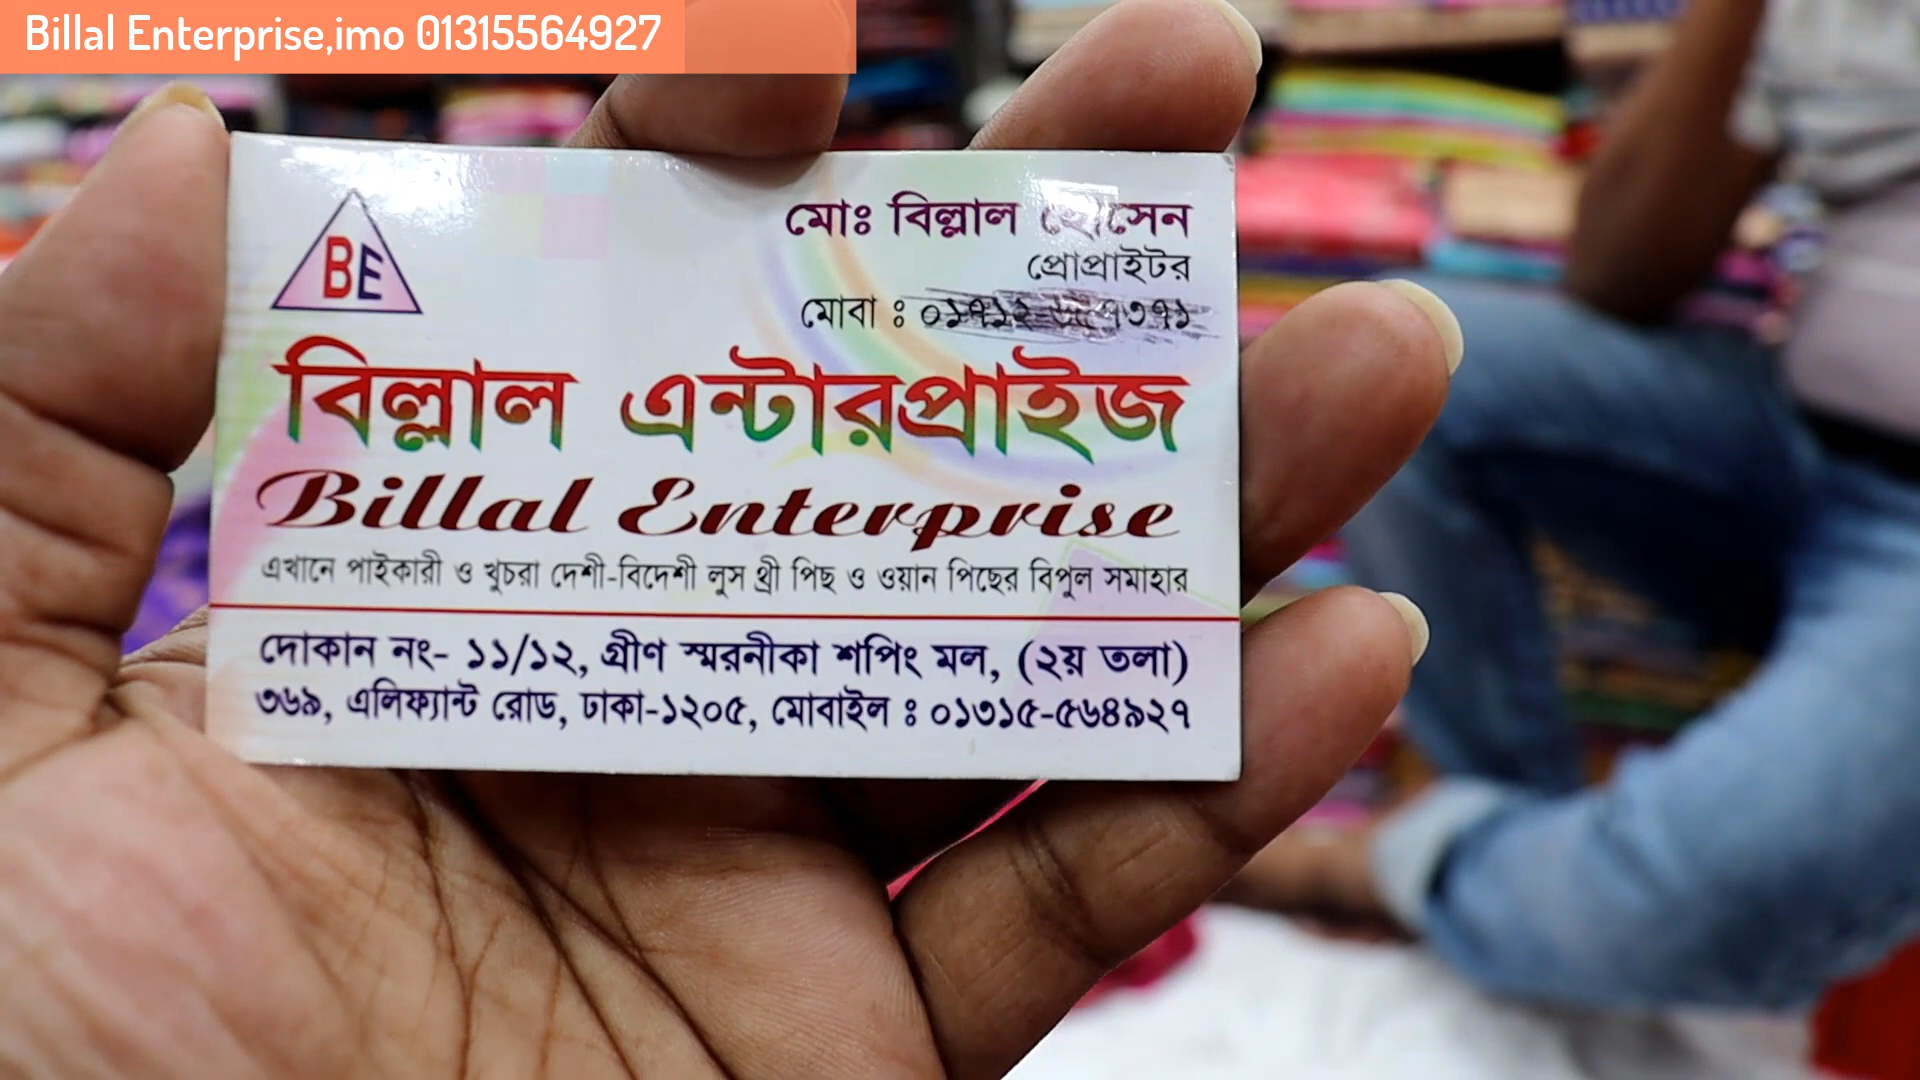 Billal Enterprise,imo 01315564927
BE
মোঃ বিল্লাল হোসেন
প্রোপ্রাইটর
মোবা ঃ
বিল্লাল এন্টারপ্রাইজ
Billal Enterprise
এখানে পাইকারী ও খুচরা দেশী-বিদেশী লুস থ্রী পিছ ও ওয়ান পিছের বিপুল সমাহার
দোকান নং- ১১/১২, গ্রীণ স্মরনীকা শপিং মল, (২য় তলা)
৩৬৯, এলিফ্যান্ট রোড, ঢাকা-১২০৫, মোবাইল ঃ ০১৩১৫-৫৬৪৯২৭